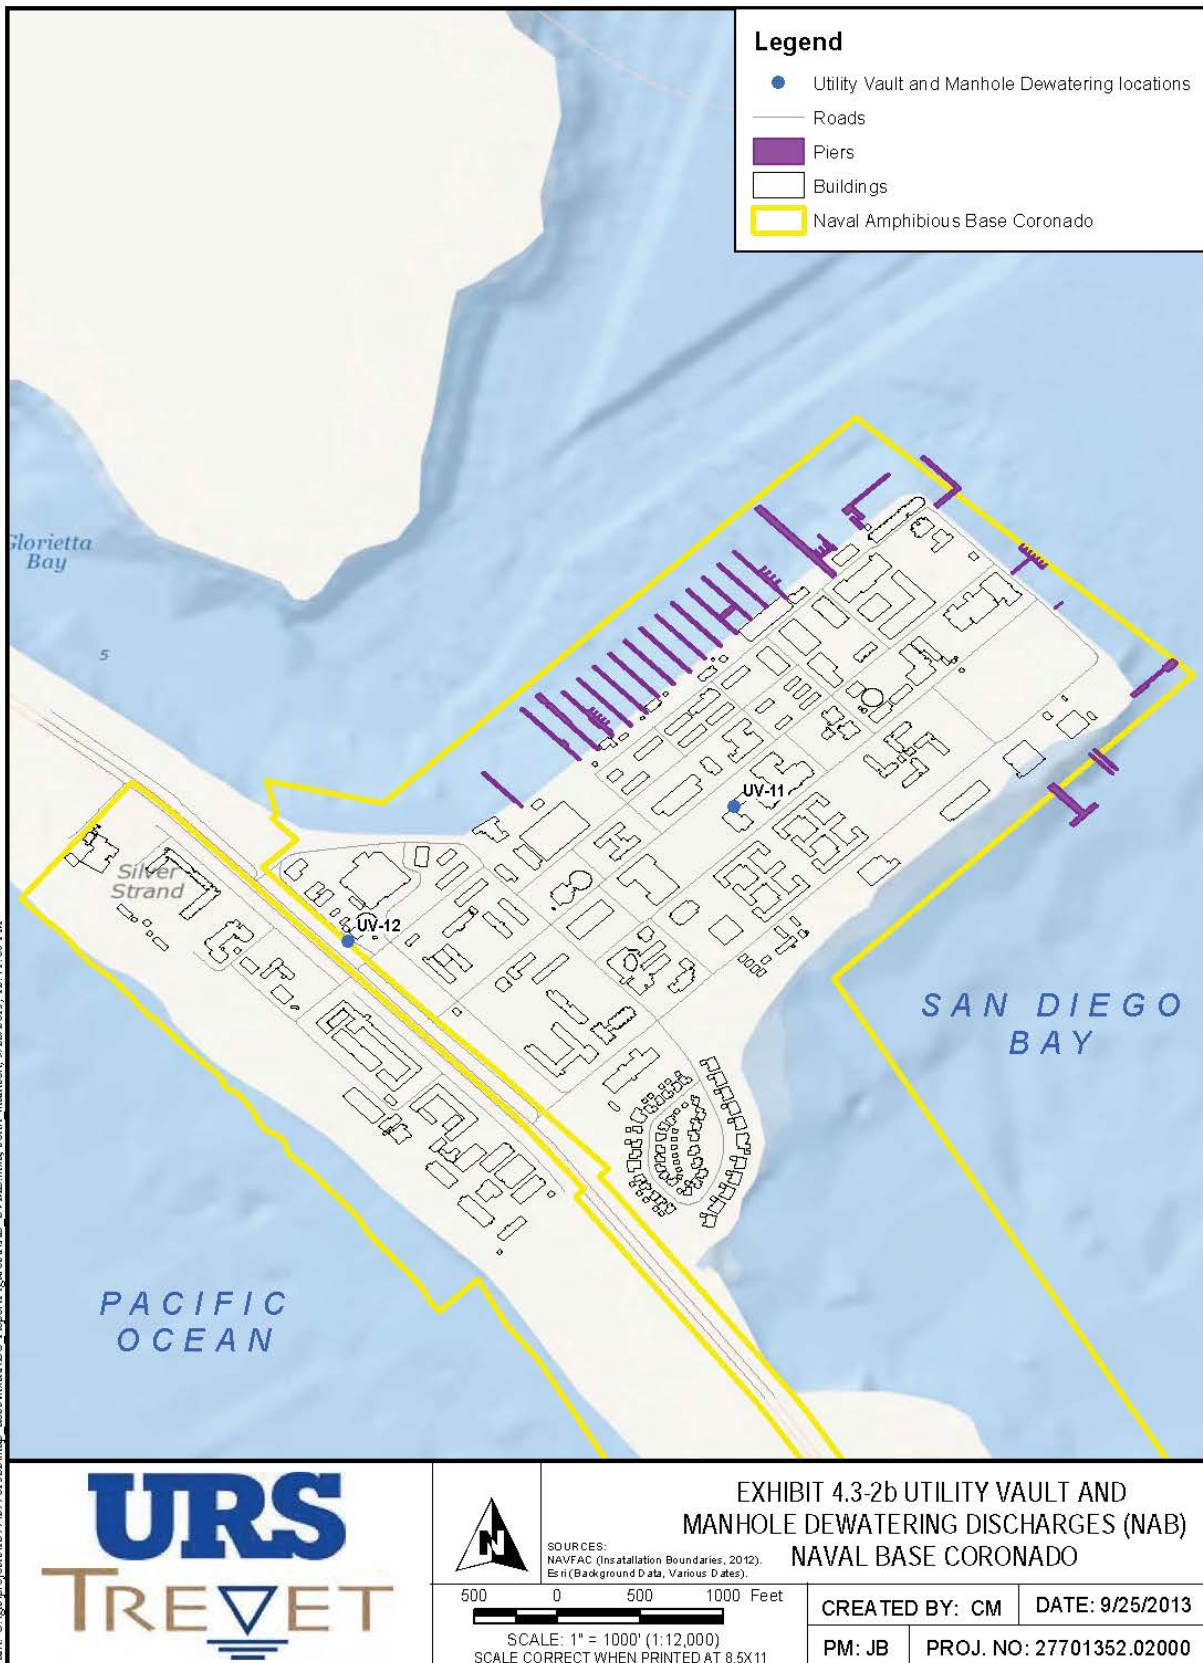 Legend
Utility Vault and Manhole Dewatering locations
Roads
Piers
Buildings
Naval Amphibious Base Coronado
Glorietta
Bay
5
UV-11
Silver
Strand
UV-12
SAN DIEGO
BAY
PACIFIC
OCEAN
URS
TREVET
N
SOURCES:
NAVFAC (Insatallation Boundaries, 2012).
Esri (Background Data, Various Dates).
EXHIBIT 4.3-2b UTILITY VAULT AND
MANHOLE DEWATERING DISCHARGES (NAB)
NAVAL BASE CORONADO
500 0 500 1000 Feet
SCALE: 1" = 1000' (1:12,000)
SCALE CORRECT WHEN PRINTED AT 8.5X11
CREATED BY: CM
DATE: 9/25/2013
PM: JB
PROJ. NO: 27701352.02000